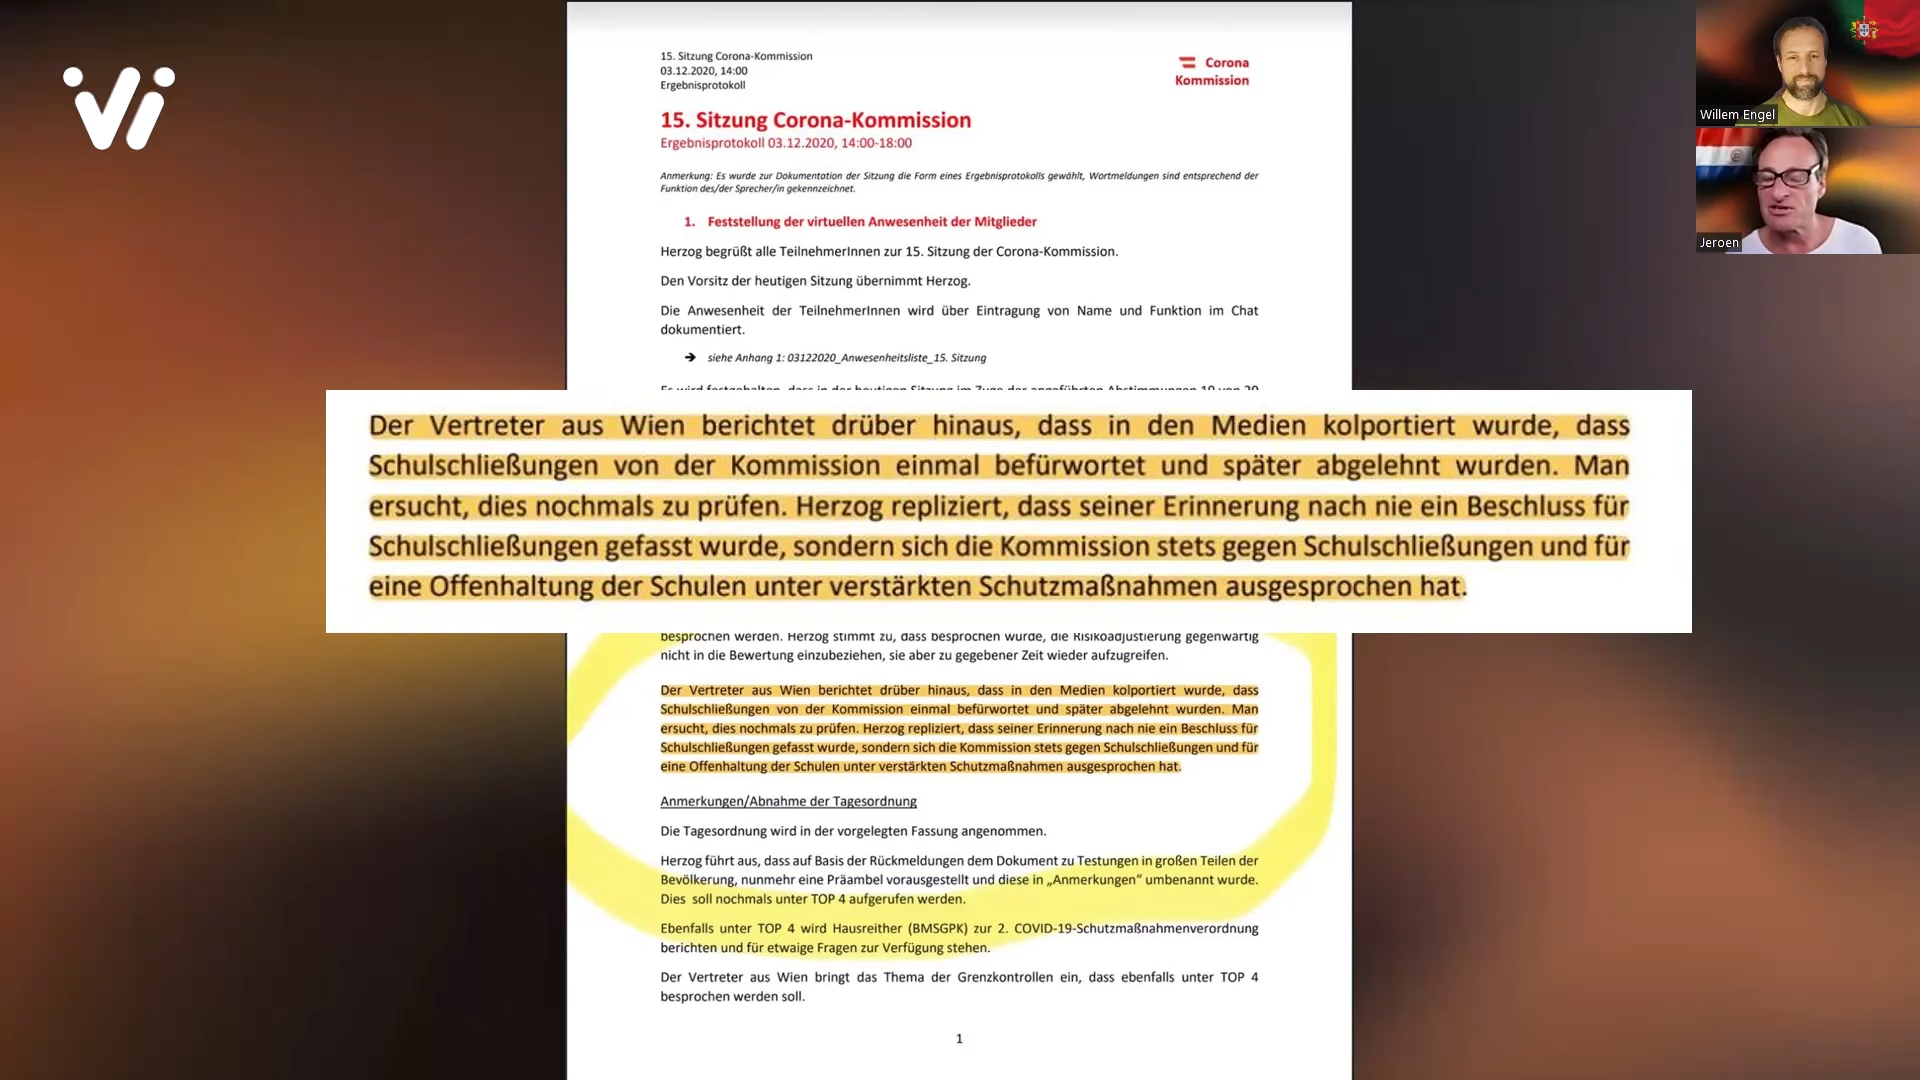 15. Sitzung Corona-Kommission
03.12.2020, 14:00
Ergebnisprotokoll
Corona
Kommission
15. Sitzung Corona-Kommission
Ergebnisprotokoll 03.12.2020, 14:00-18:00
Anmerkung: Es wurde zur Dokumentation der Sitzung die Form eines Ergebnisprotokolls gewählt, Wortmeldungen sind entsprechend der
Funktion des/der Sprecher/in gekennzeichnet.
1. Feststellung der virtuellen Anwesenheit der Mitglieder
Herzog begrüßt alle TeilnehmerInnen zur 15. Sitzung der Corona-Kommission.
Den Vorsitz der heutigen Sitzung übernimmt Herzog.
Die Anwesenheit der TeilnehmerInnen wird über Eintragung von Name und Funktion im Chat
dokumentiert.
➔ siehe Anhang 1: 03122020_Anwesenheitsliste_15. Sitzung
Es wird festgehalten, dass in der heutigen Sitzung im Zuge der angeführten Abstimmungen 19 von 20
Der Vertreter aus Wien berichtet drüber hinaus, dass in den Medien kolportiert wurde, dass
Schulschließungen von der Kommission einmal befürwortet und später abgelehnt wurden. Man
ersucht, dies nochmals zu prüfen. Herzog repliziert, dass seiner Erinnerung nach nie ein Beschluss für
Schulschließungen gefasst wurde, sondern sich die Kommission stets gegen Schulschließungen und für
eine Offenhaltung der Schulen unter verstärkten Schutzmaßnahmen ausgesprochen hat.
besprochen werden. Herzog stimmt zu, dass besprochen wurde, die Risikoadjustierung gegenwärtig
nicht in die Bewertung einzubeziehen, sie aber zu gegebener Zeit wieder aufzugreifen.
Der Vertreter aus Wien berichtet drüber hinaus, dass in den Medien kolportiert wurde, dass
Schulschließungen von der Kommission einmal befürwortet und später abgelehnt wurden. Man
ersucht, dies nochmals zu prüfen. Herzog repliziert, dass seiner Erinnerung nach nie ein Beschluss für
Schulschließungen gefasst wurde, sondern sich die Kommission stets gegen Schulschließungen und für
eine Offenhaltung der Schulen unter verstärkten Schutzmaßnahmen ausgesprochen hat.
Anmerkungen/Abnahme der Tagesordnung
Die Tagesordnung wird in der vorgelegten Fassung angenommen.
Herzog führt aus, dass auf Basis der Rückmeldungen dem Dokument zu Testungen in großen Teilen der
Bevölkerung, nunmehr eine Präambel vorausgestellt und diese in „Anmerkungen“ umbenannt wurde.
Dies soll nochmals unter TOP 4 aufgerufen werden.
Ebenfalls unter TOP 4 wird Hausreither (BMSGPK) zur 2. COVID-19-Schutzmaßnahmenverordnung
berichten und für etwaige Fragen zur Verfügung stehen.
Der Vertreter aus Wien bringt das Thema der Grenzkontrollen ein, dass ebenfalls unter TOP 4
besprochen werden soll.
1
Willem Engel
Jeroen